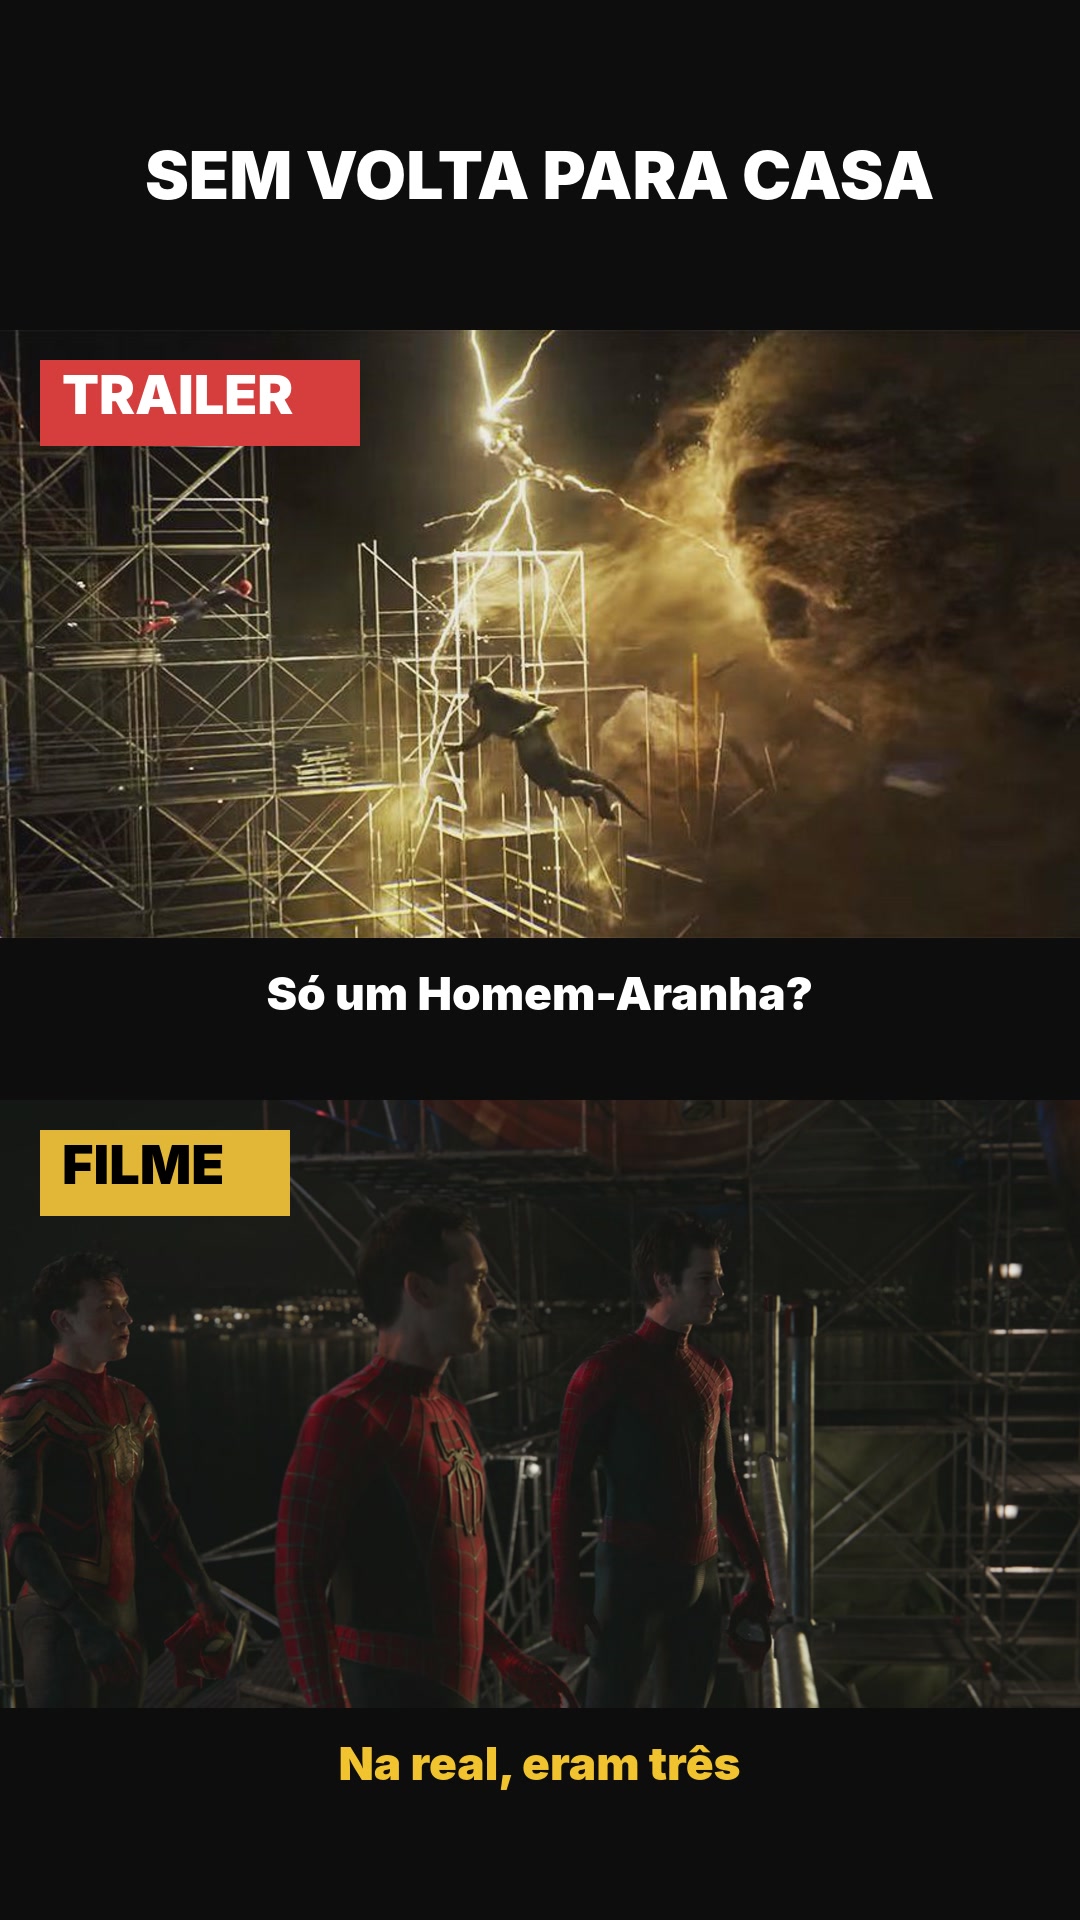 SEM VOLTA PARA CASA
TRAILER
Só um Homem-Aranha?
FILME
Na real, eram três